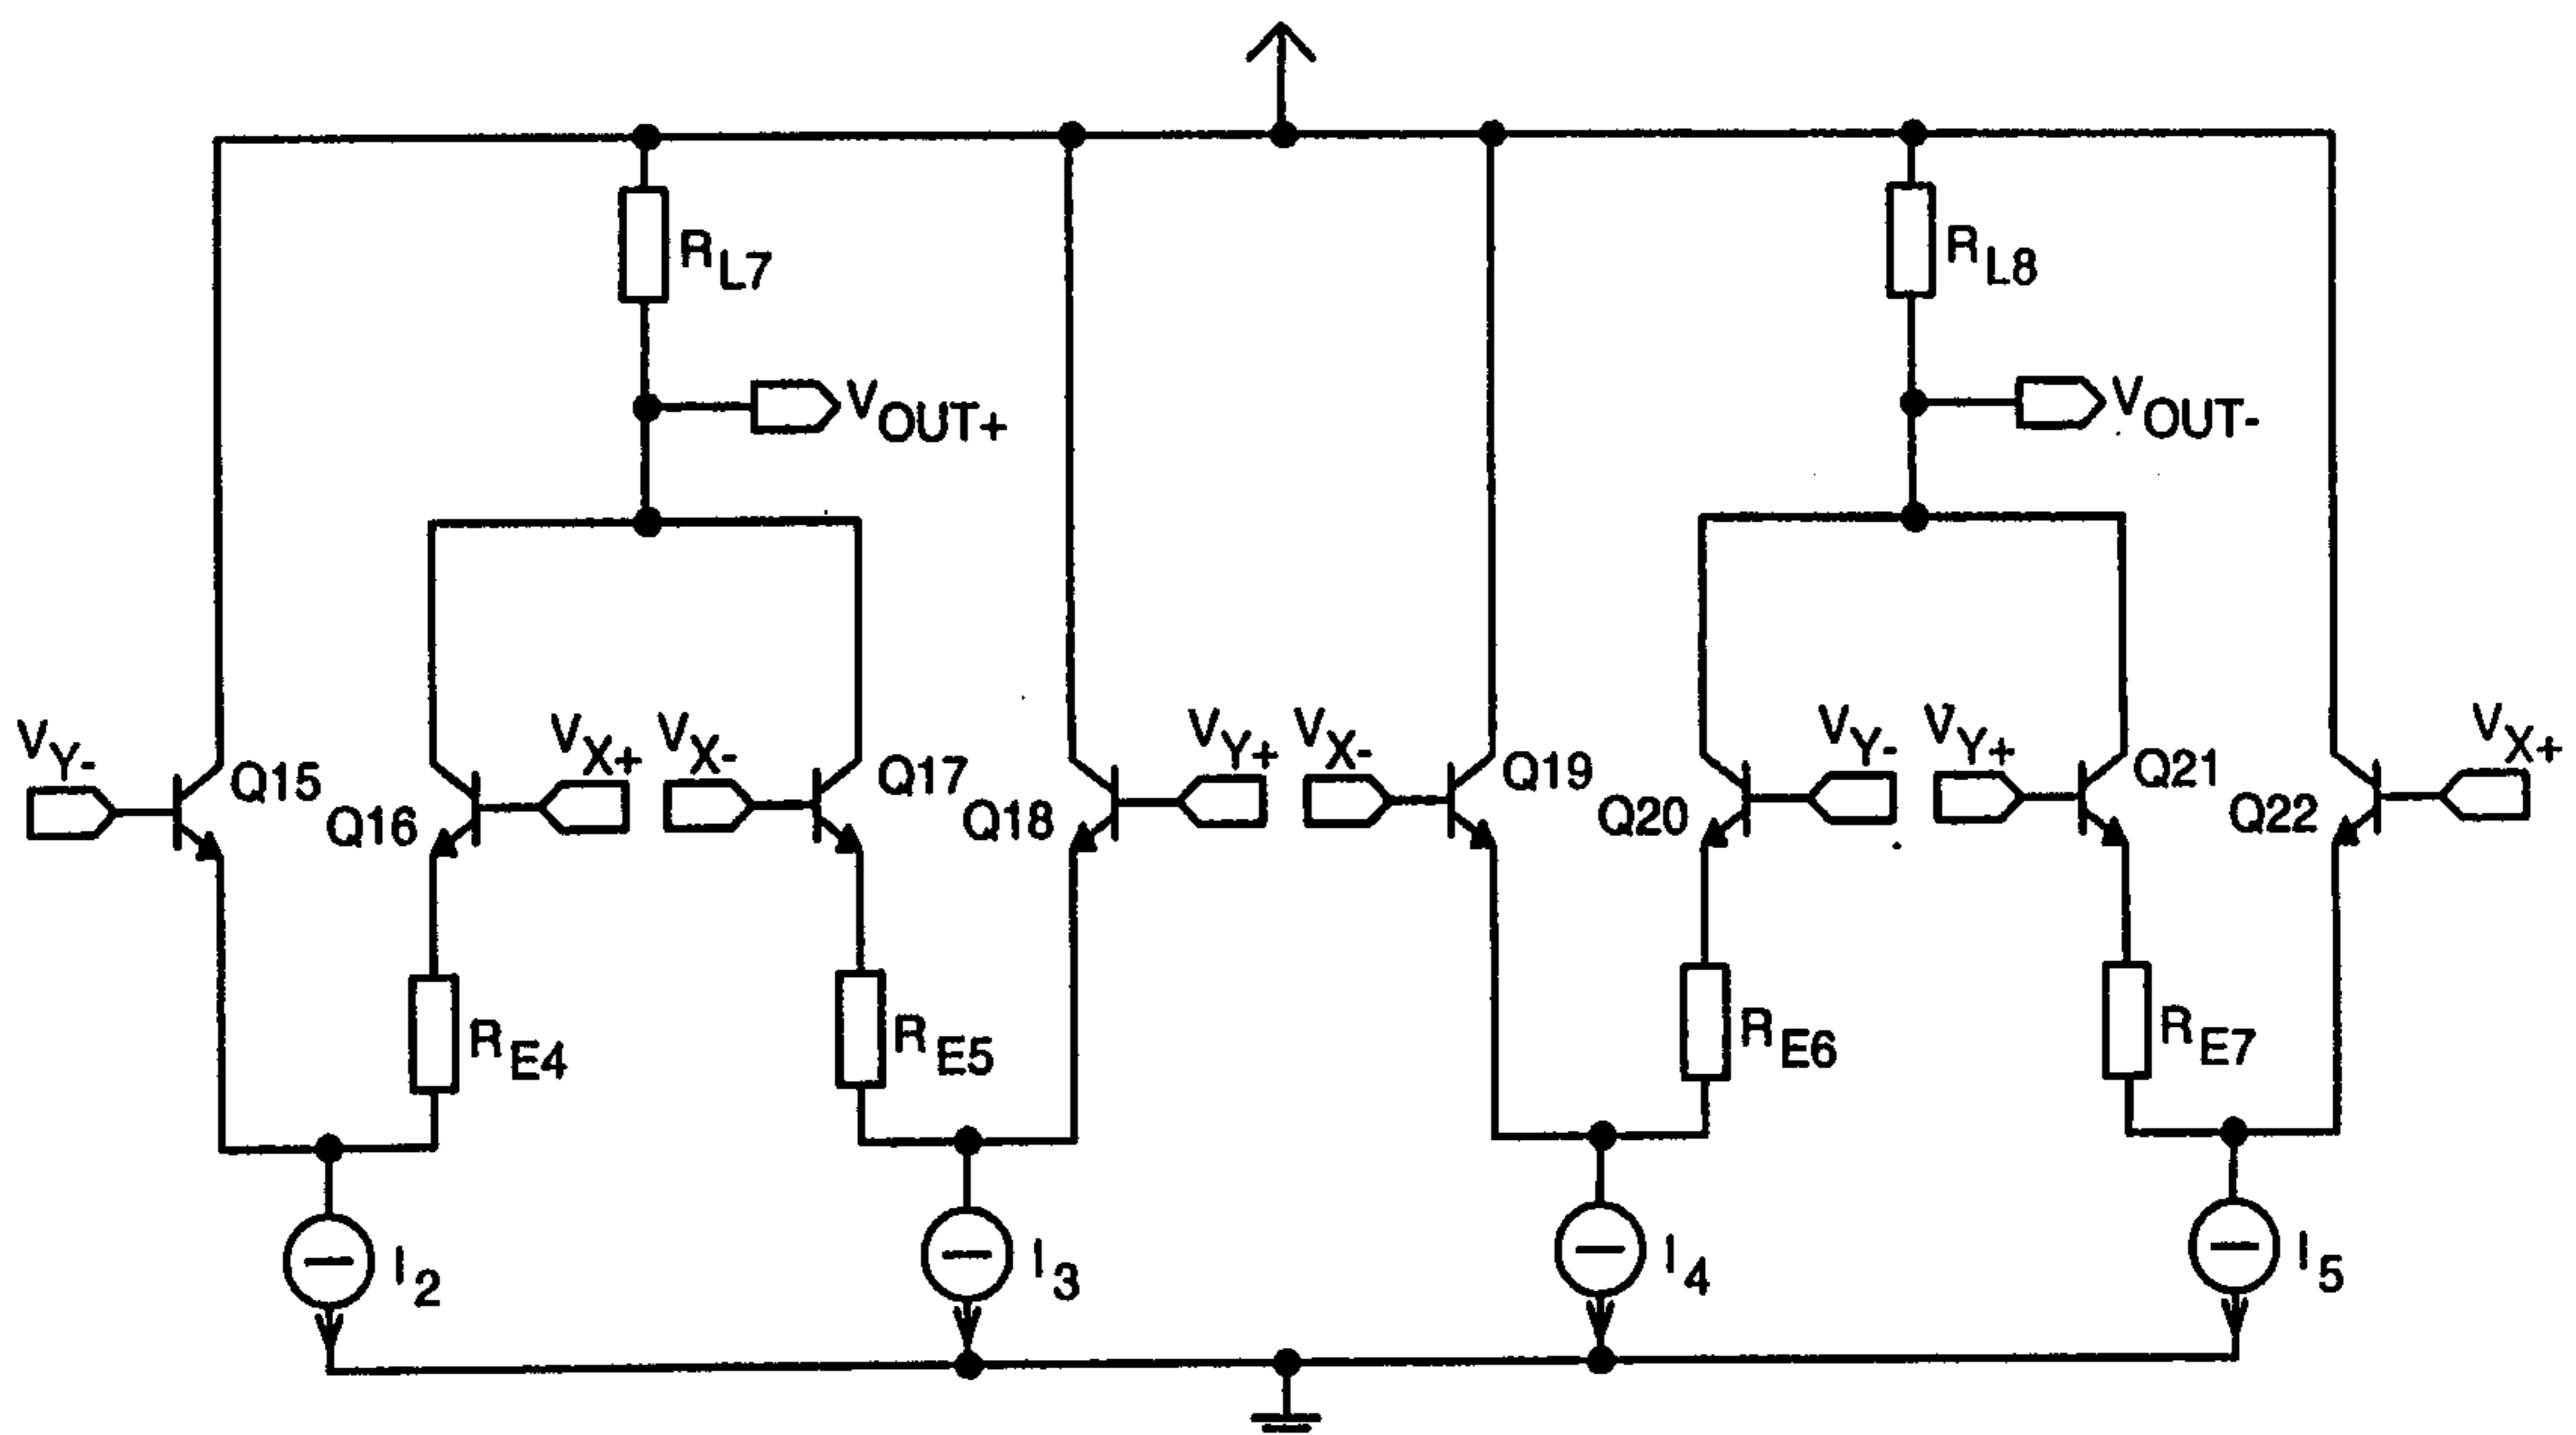 RL7
RL8
VOUT+
VOUT-
VY-
Q15
Q16
VX+
VX-
Q17
Q18
VY+
VX-
Q19
Q20
VY-
VY+
Q21
Q22
VX+
RE4
RE5
RE6
RE7
I2
I3
I4
I5